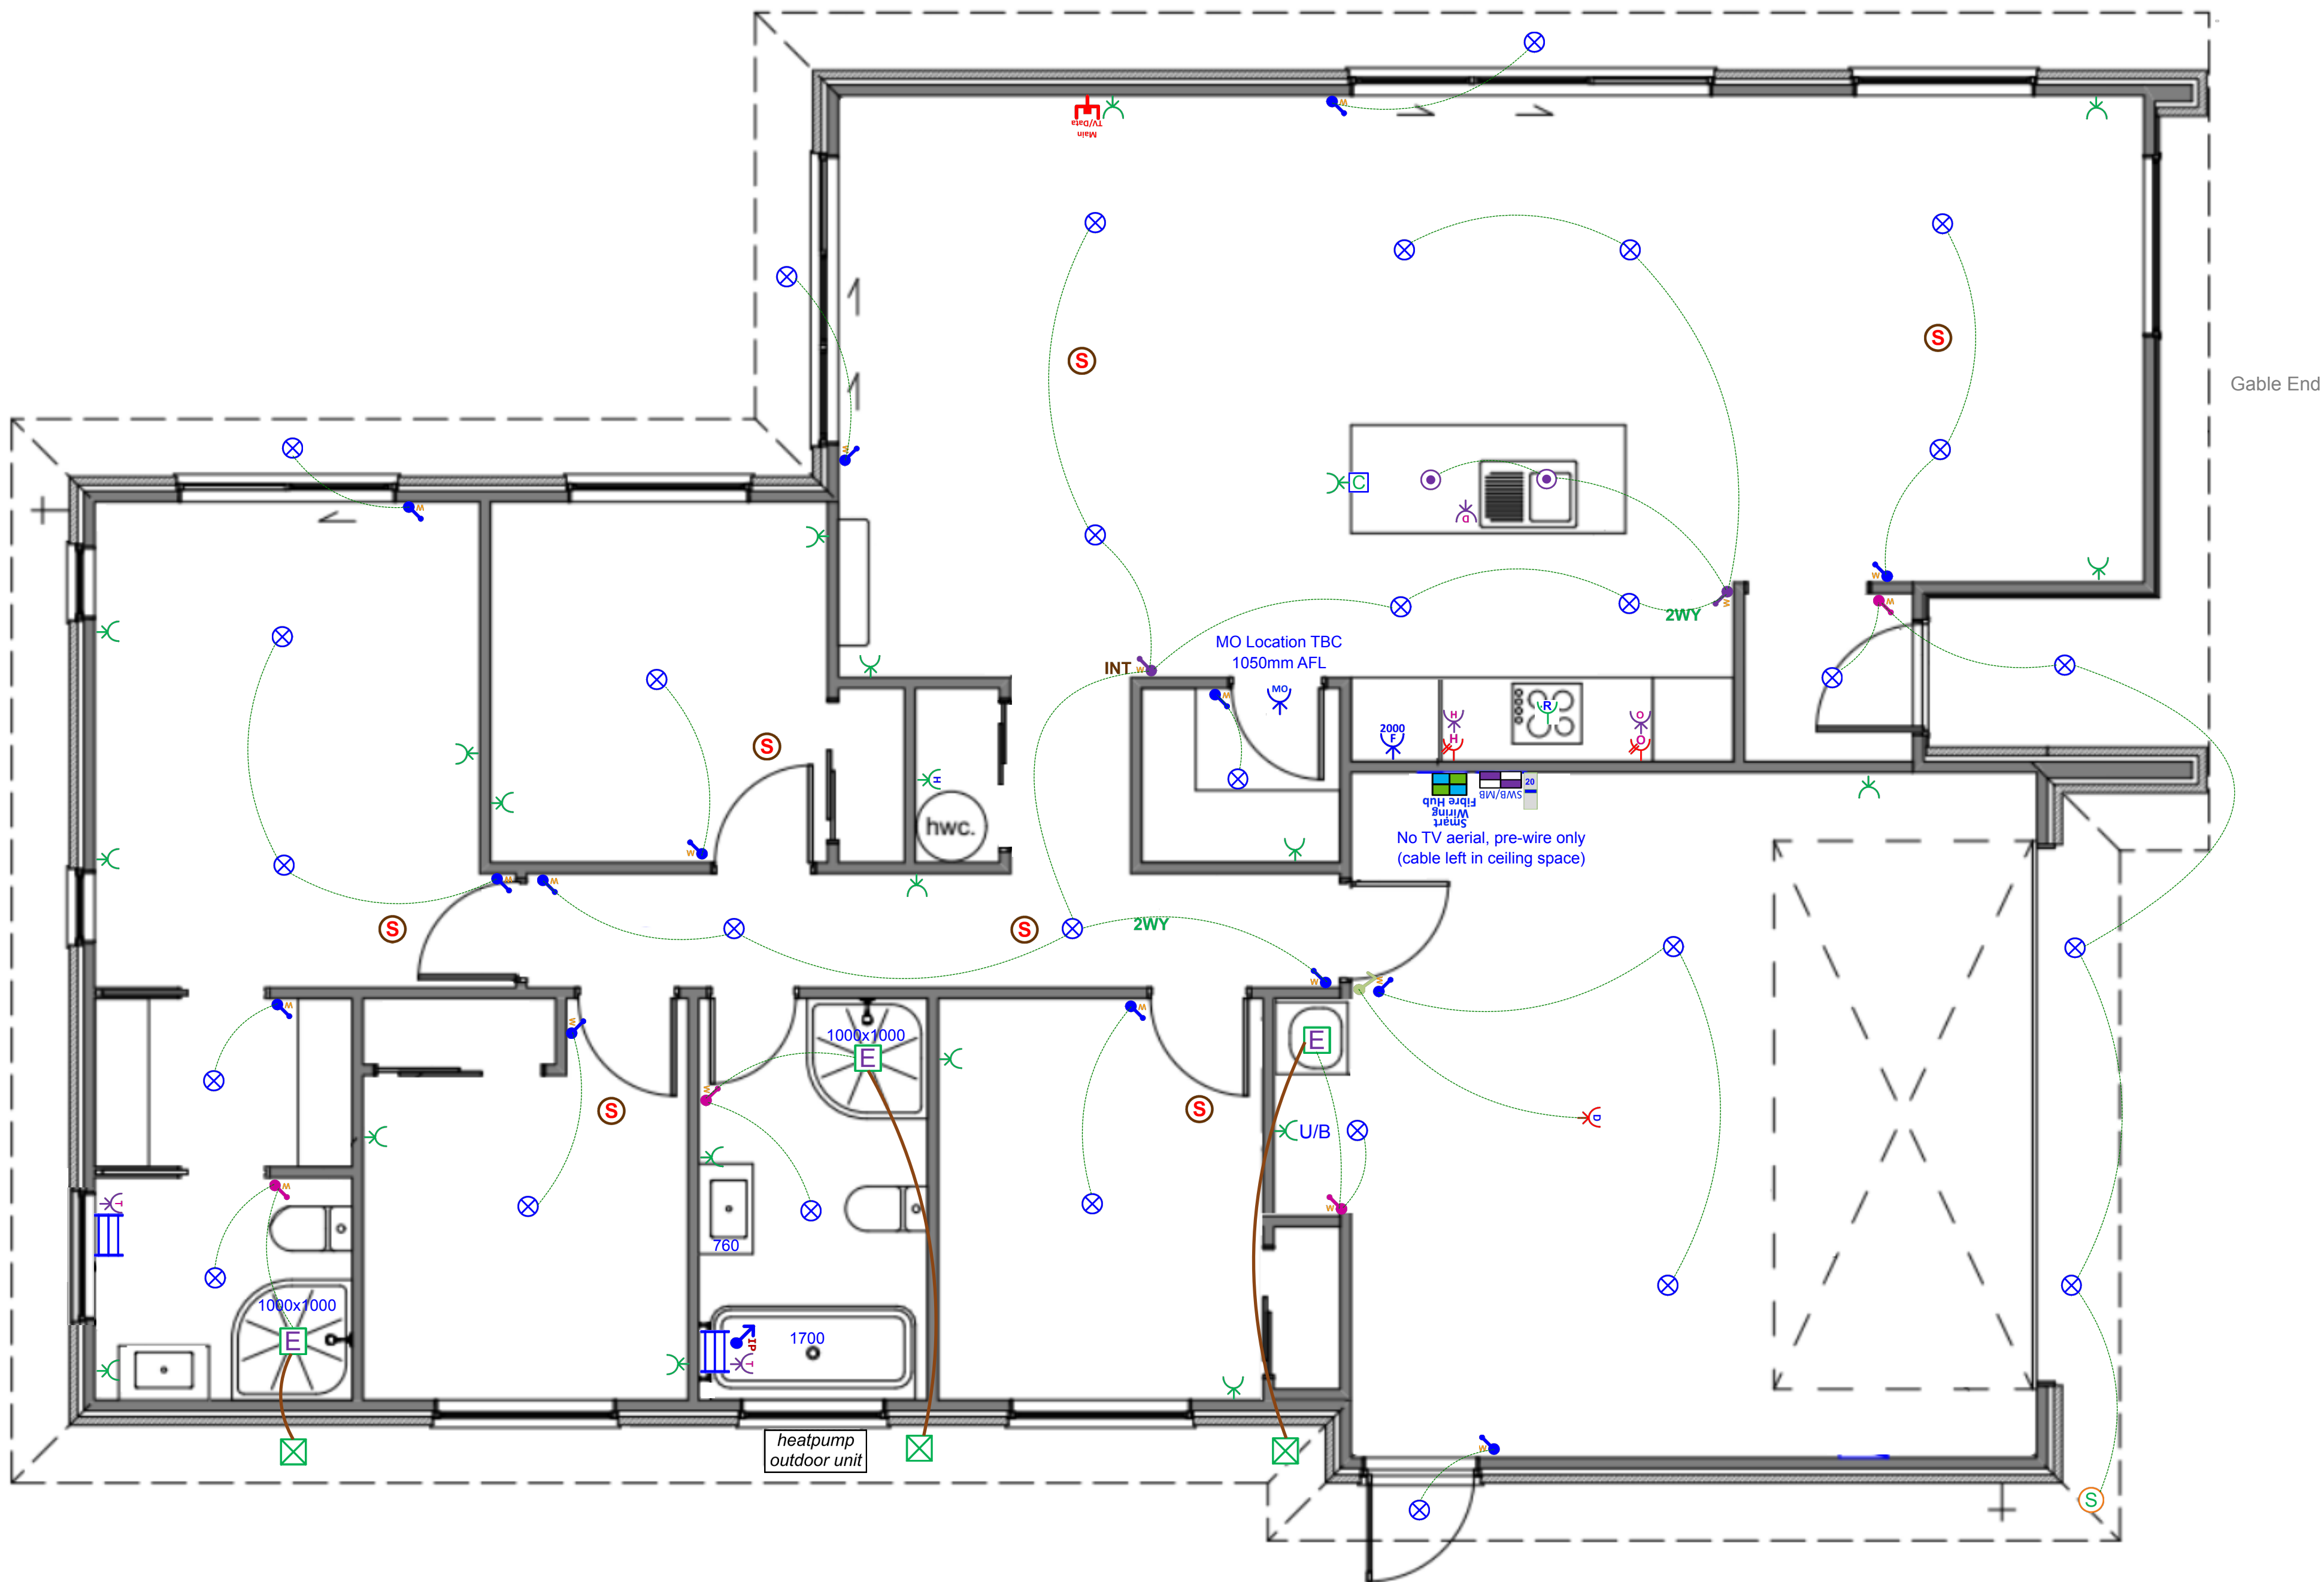 Main
TV/Data
W
W
S
S
Gable End
W
C
D
W
W
W
2WY
INT W
MO Location TBC
1050mm AFL
W
MO
2000
F
H
H
R
O
O
W
S
H
hwc.
Smart
Wiring
Fibre Hub
SWB/MB
20
No TV aerial, pre-wire only
(cable left in ceiling space)
W
W
W
S
S
2WY
W
W
W
W
W
1000x1000
E
E
W
S
S
D
U/B
W
T
W
760
1000x1000
E
1700
IP
T
heatpump
outdoor unit
W
S